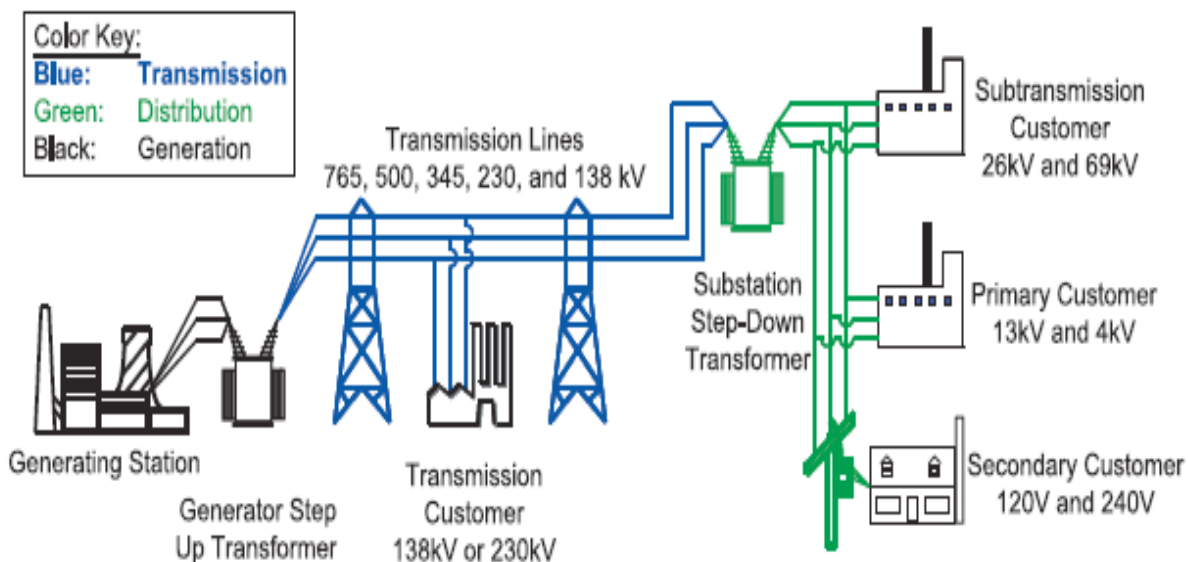 Color Key:
Blue: Transmission
Green: Distribution
Black: Generation
Transmission Lines
765, 500, 345, 230, and 138 kV
Subtransmission
Customer
26kV and 69kV
Substation
Step-Down
Transformer
Primary Customer
13kV and 4kV
Generating Station
Generator Step
Up Transformer
Transmission
Customer
138kV or 230kV
Secondary Customer
120V and 240V